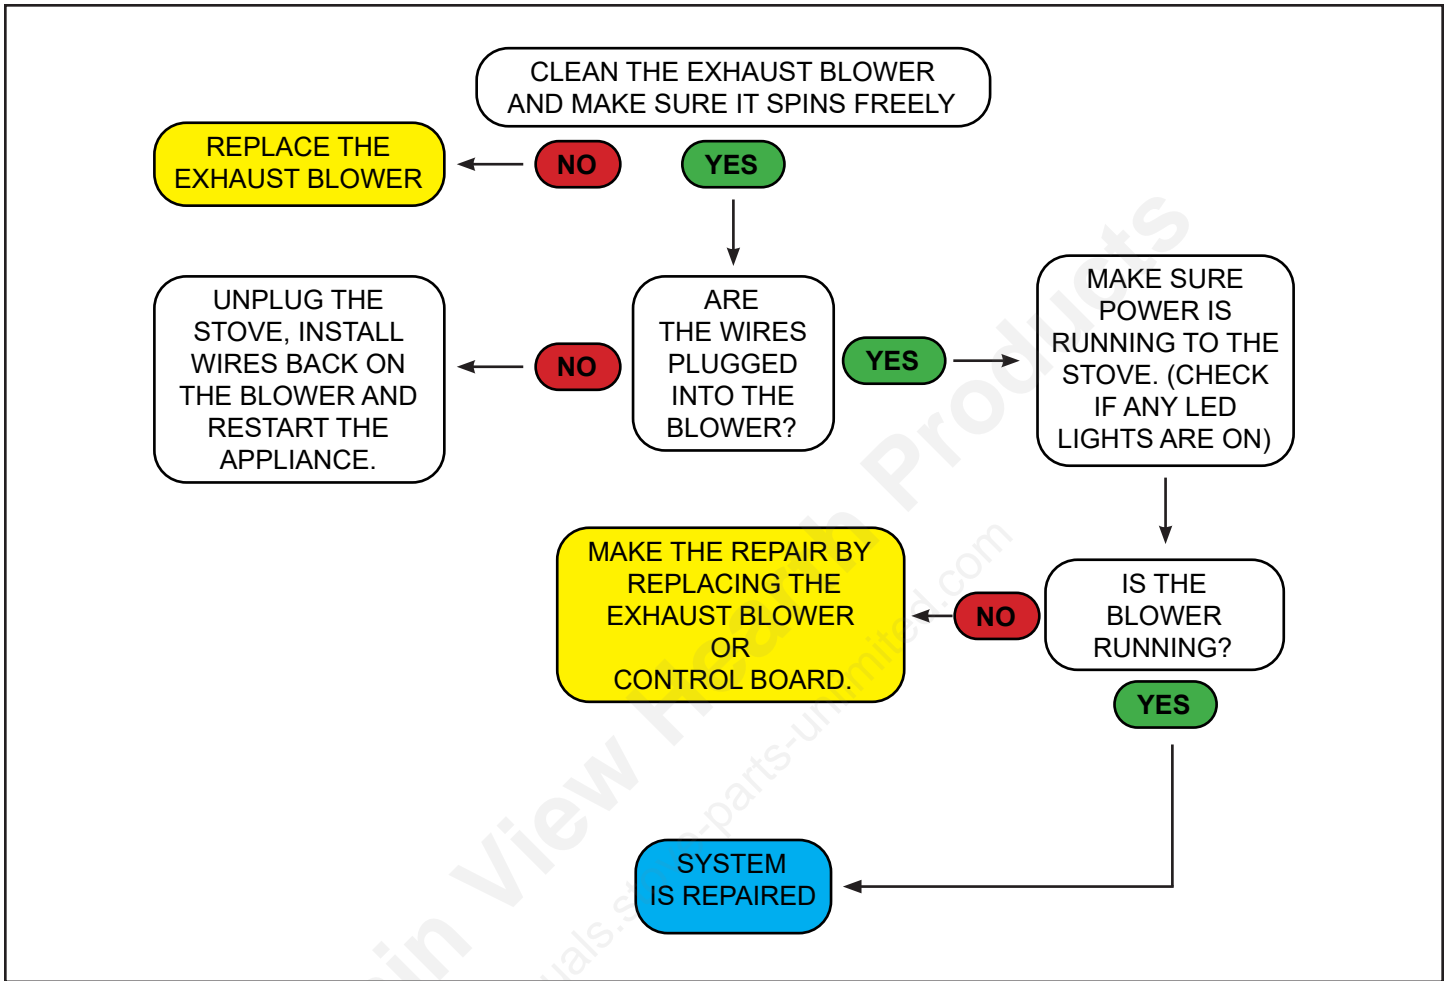 CLEAN THE EXHAUST BLOWER
AND MAKE SURE IT SPINS FREELY
REPLACE THE
EXHAUST BLOWER
NO
YES
UNPLUG THE
STOVE, INSTALL
WIRES BACK ON
THE BLOWER AND
RESTART THE
APPLIANCE.
NO
ARE
THE WIRES
PLUGGED
INTO THE
BLOWER?
YES
MAKE SURE
POWER IS
RUNNING TO THE
STOVE. (CHECK
IF ANY LED
LIGHTS ARE ON)
MAKE THE REPAIR BY
REPLACING THE
EXHAUST BLOWER
OR
CONTROL BOARD.
NO
IS THE
BLOWER
RUNNING?
YES
SYSTEM
IS REPAIRED
View Hearth Products